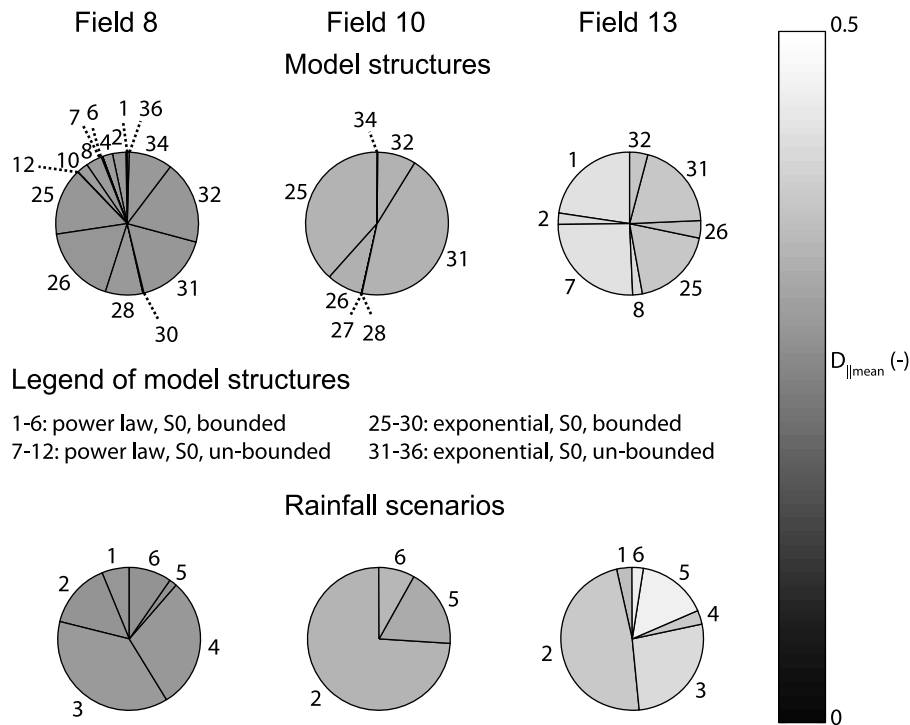 Field 8 Field 10 Field 13
0.5
Model structures
7 6 4 2 1 36
12 10 8 34
25 32
26 31
28 30
34 32
25 31
26
27 28
1 32 31
2 26
7 8 25
D||mean (-)
Legend of model structures
1-6: power law, S0, bounded 25-30: exponential, S0, bounded
7-12: power law, S0, un-bounded 31-36: exponential, S0, un-bounded
Rainfall scenarios
1 6 5
2 4
3
6
5
2
1 6 5
4
2 3
0